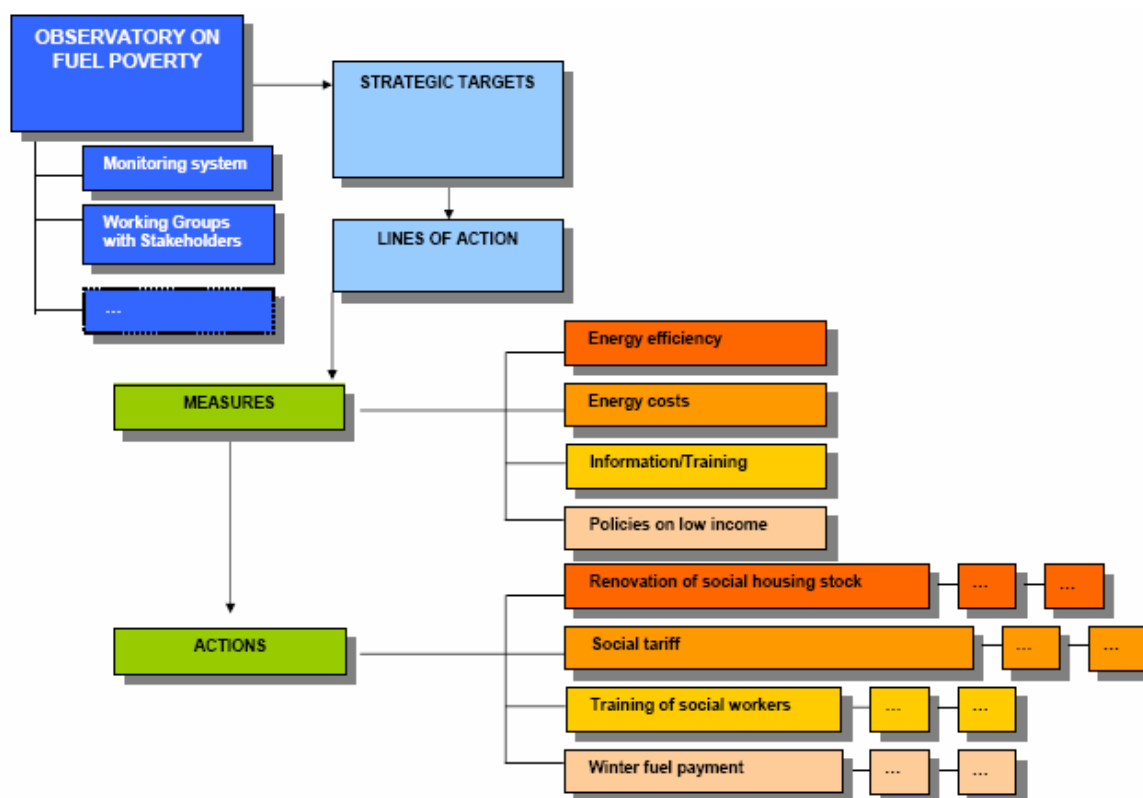 OBSERVATORY ON
FUEL POVERTY
STRATEGIC TARGETS
Monitoring system
Working Groups
with Stakeholders
...
LINES OF ACTION
MEASURES
Energy efficiency
Energy costs
Information/Training
Policies on low income
ACTIONS
Renovation of social housing stock
...
...
Social tariff
...
...
Training of social workers
...
...
Winter fuel payment
...
...